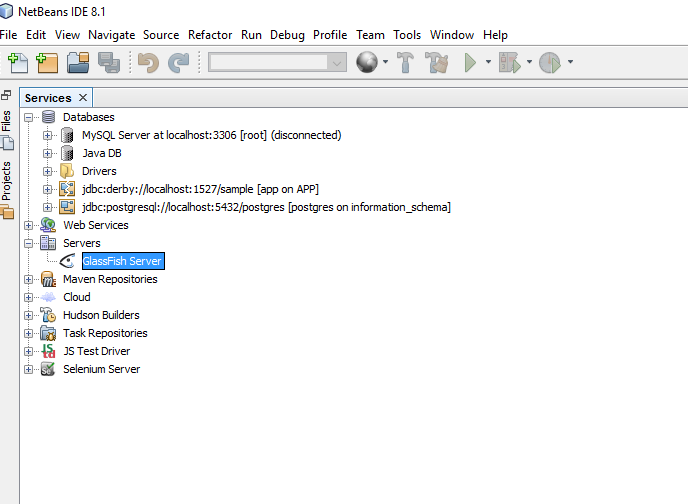 NetBeans IDE 8.1
File Edit View Navigate Source Refactor Run Debug Profile Team Tools Window Help
Services
Files
Projects
Databases
MySQL Server at localhost:3306 [root] (disconnected)
Java DB
Drivers
jdbc:derby://localhost:1527/sample [app on APP]
jdbc:postgresql://localhost:5432/postgres [postgres on information_schema]
Web Services
Servers
GlassFish Server
Maven Repositories
Cloud
Hudson Builders
Task Repositories
JS Test Driver
Selenium Server